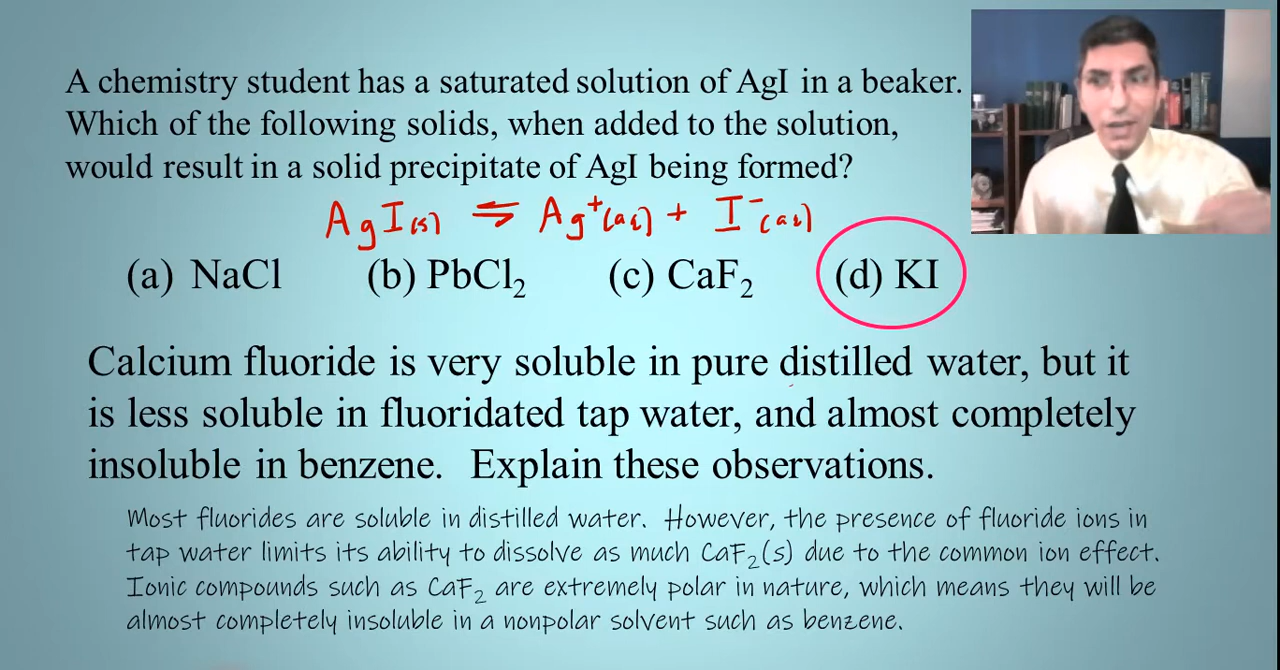 A chemistry student has a saturated solution of AgI in a beaker.
Which of the following solids, when added to the solution,
would result in a solid precipitate of AgI being formed?
AgI(s) ⇌ Ag⁺(aq) + I⁻(aq)
(a) NaCl (b) PbCl₂ (c) CaF₂ (d) KI
Calcium fluoride is very soluble in pure distilled water, but it
is less soluble in fluoridated tap water, and almost completely
insoluble in benzene. Explain these observations.
Most fluorides are soluble in distilled water. However, the presence of fluoride ions in
tap water limits its ability to dissolve as much CaF₂(s) due to the common ion effect.
Ionic compounds such as CaF₂ are extremely polar in nature, which means they will be
almost completely insoluble in a nonpolar solvent such as benzene.